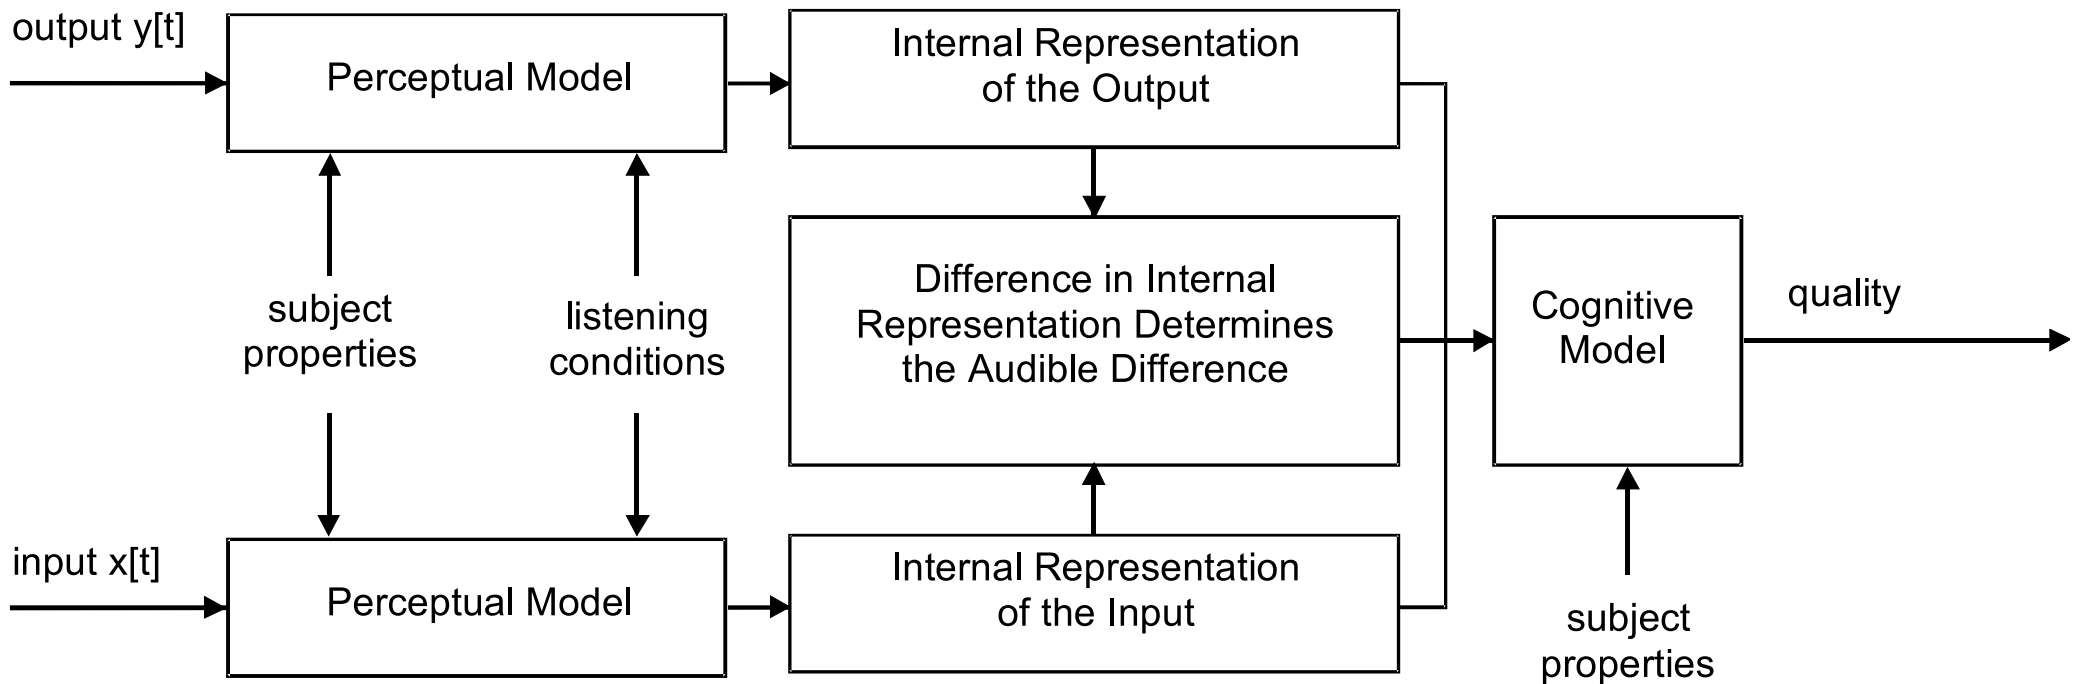 output y[t]
Perceptual Model
Internal Representation
of the Output
subject
properties
listening
conditions
Difference in Internal
Representation Determines
the Audible Difference
Cognitive
Model
quality
input x[t]
Perceptual Model
Internal Representation
of the Input
subject
properties